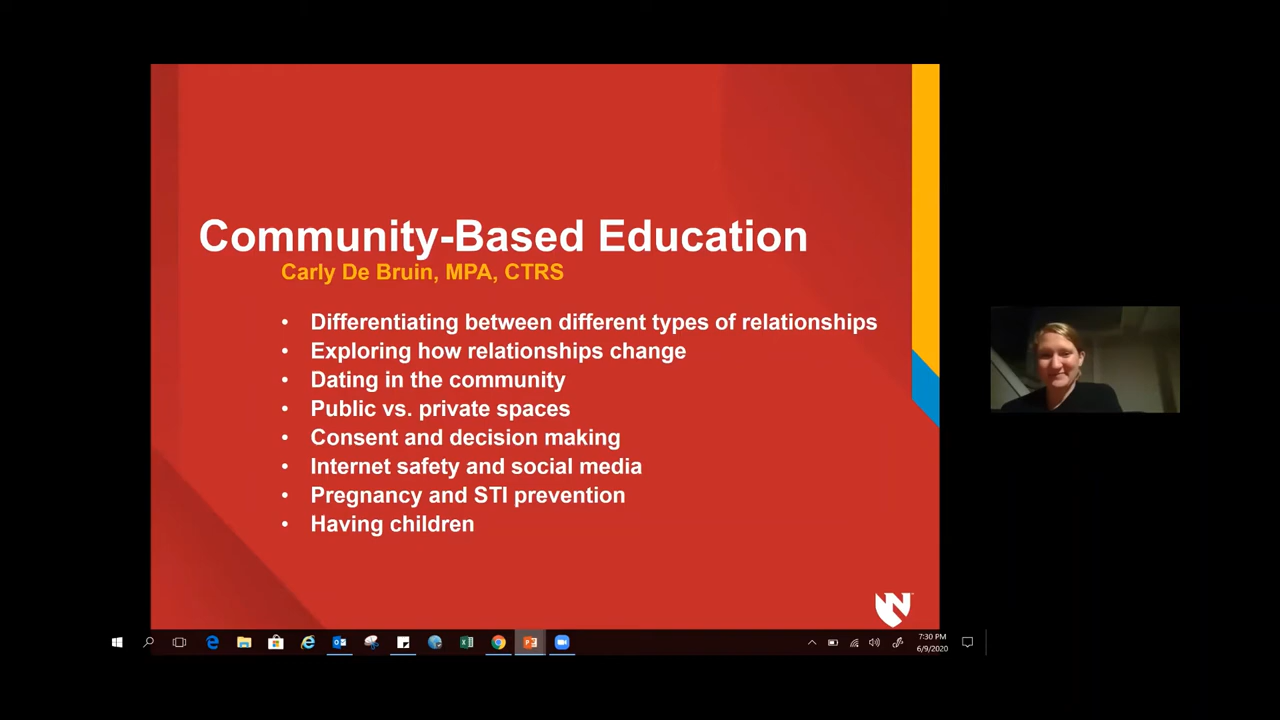 Community-Based Education
Carly De Bruin, MPA, CTRS
• Differentiating between different types of relationships
• Exploring how relationships change
• Dating in the community
• Public vs. private spaces
• Consent and decision making
• Internet safety and social media
• Pregnancy and STI prevention
• Having children
7:30 PM
6/9/2020